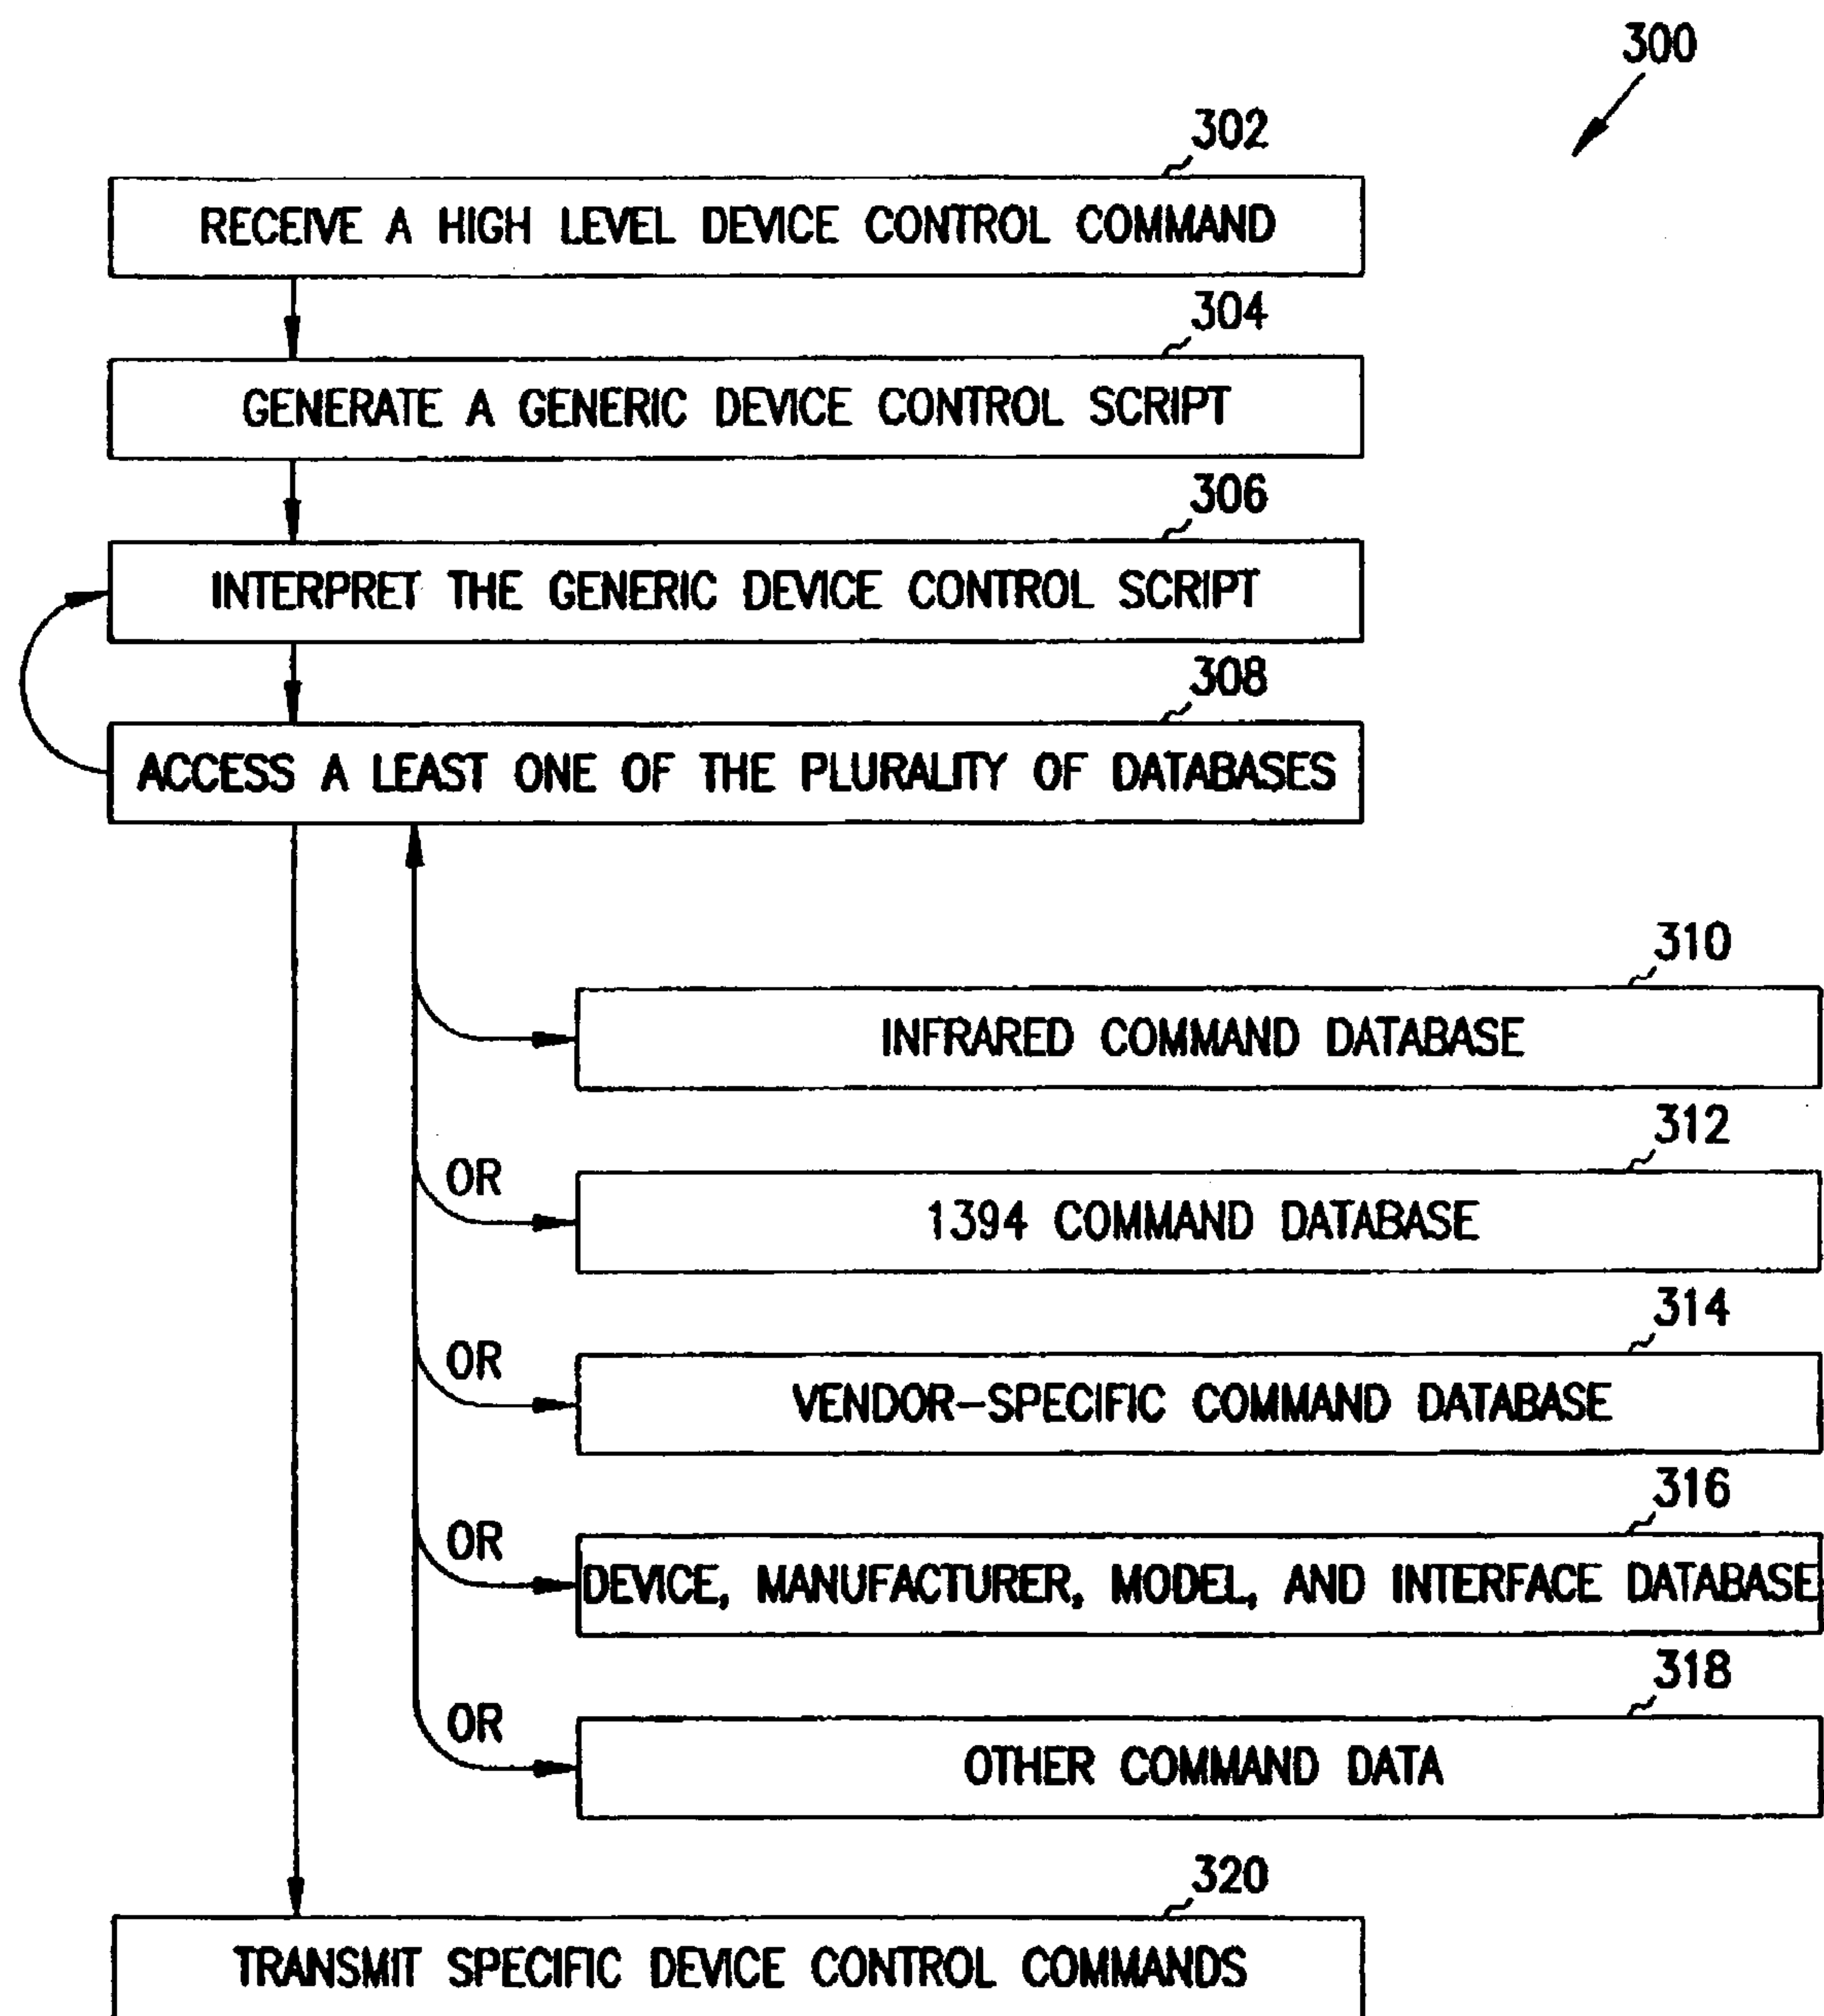 300
302
RECEIVE A HIGH LEVEL DEVICE CONTROL COMMAND
304
GENERATE A GENERIC DEVICE CONTROL SCRIPT
306
INTERPRET THE GENERIC DEVICE CONTROL SCRIPT
308
ACCESS A LEAST ONE OF THE PLURALITY OF DATABASES
310
INFRARED COMMAND DATABASE
312
OR
1394 COMMAND DATABASE
314
OR
VENDOR-SPECIFIC COMMAND DATABASE
316
OR
DEVICE, MANUFACTURER, MODEL, AND INTERFACE DATABASE
318
OR
OTHER COMMAND DATA
320
TRANSMIT SPECIFIC DEVICE CONTROL COMMANDS